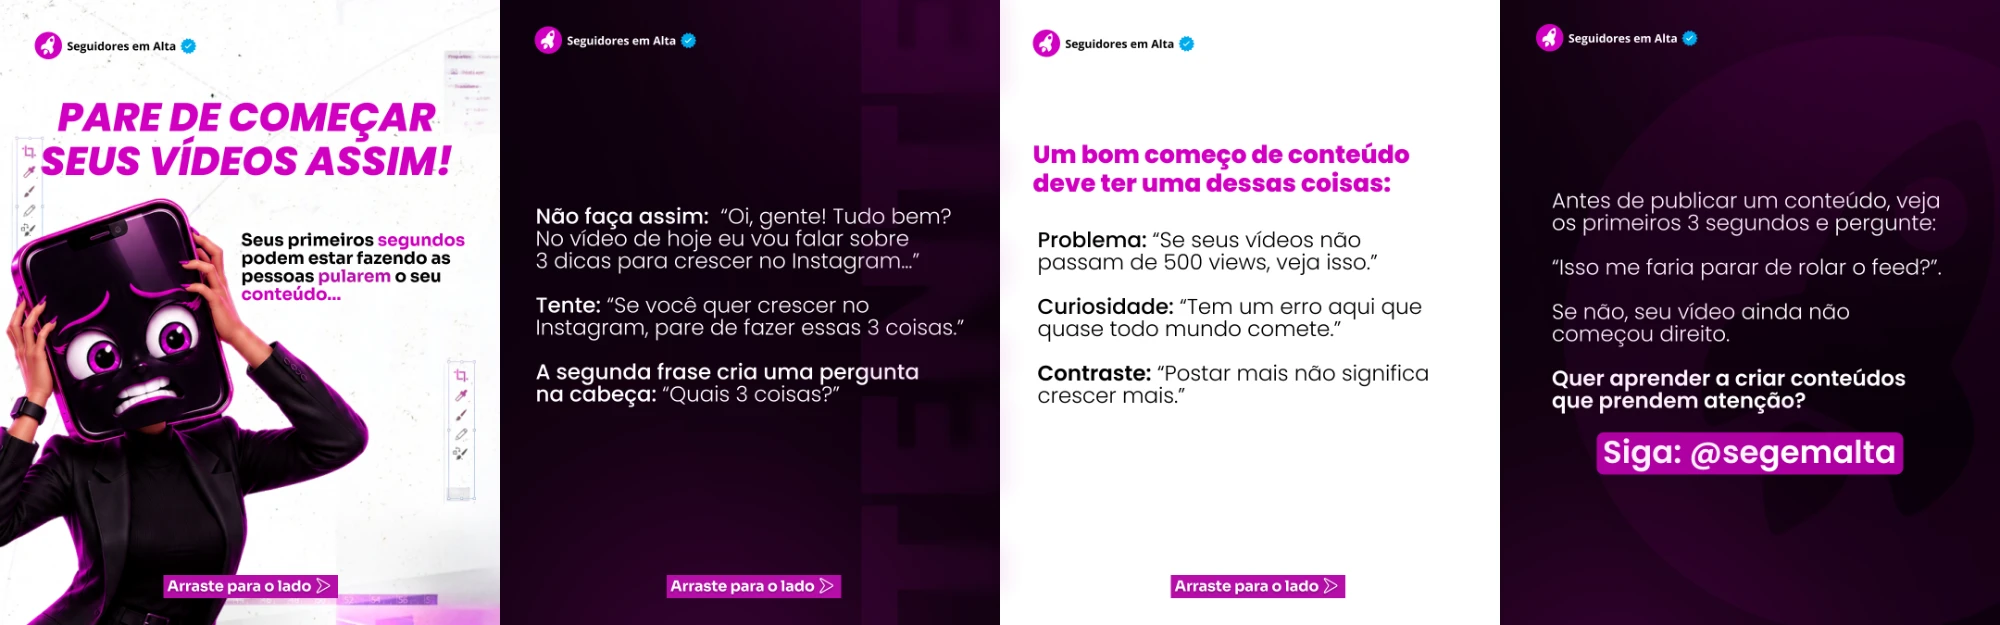 Seguidores em Alta
PARE DE COMEÇAR
SEUS VÍDEOS ASSIM!
Seus primeiros segundos
podem estar fazendo as
pessoas pularem o seu
conteúdo...
Arraste para o lado
Seguidores em Alta
Não faça assim: “Oi, gente! Tudo bem?
No vídeo de hoje eu vou falar sobre
3 dicas para crescer no Instagram...”
Tente: “Se você quer crescer no
Instagram, pare de fazer essas 3 coisas.”
A segunda frase cria uma pergunta
na cabeça: “Quais 3 coisas?”
Arraste para o lado
Seguidores em Alta
Um bom começo de conteúdo
deve ter uma dessas coisas:
Problema: “Se seus vídeos não
passam de 500 views, veja isso.”
Curiosidade: “Tem um erro aqui que
quase todo mundo comete.”
Contraste: “Postar mais não significa
crescer mais.”
Arraste para o lado
Seguidores em Alta
Antes de publicar um conteúdo, veja
os primeiros 3 segundos e pergunte:
“Isso me faria parar de rolar o feed?”.
Se não, seu vídeo ainda não
começou direito.
Quer aprender a criar conteúdos
que prendem atenção?
Siga: @segemalta